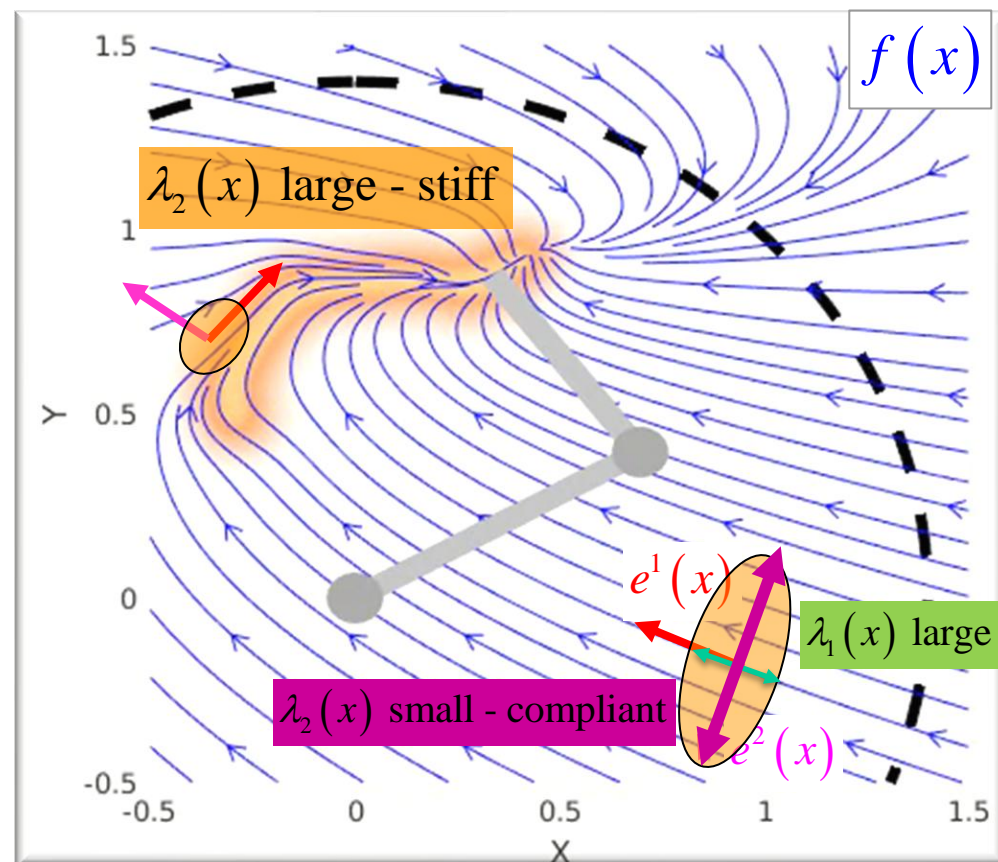 f(x)
1.5
λ₂(x) large - stiff
1
Y
0.5
0
e¹(x)
λ₁(x) large
λ₂(x) small - compliant
e²(x)
-0.5
-0.5 0 0.5 1 1.5
X